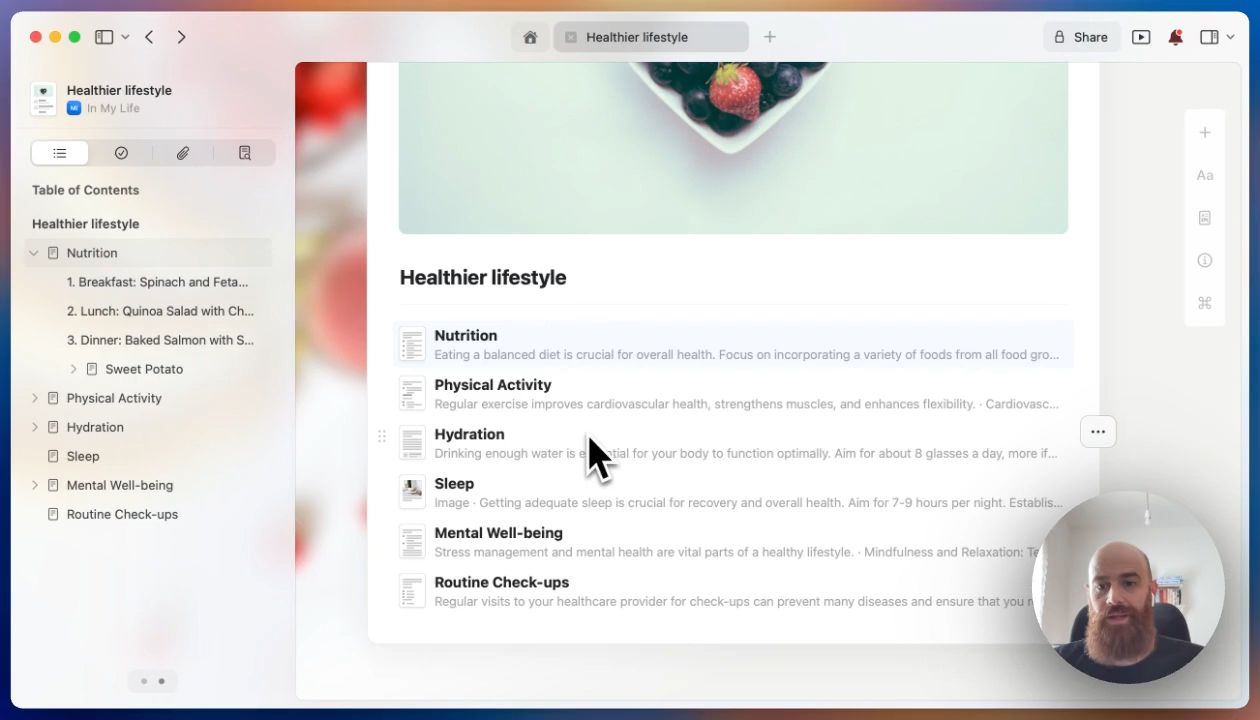 Healthier lifestyle
Share
Healthier lifestyle
In My Life
Table of Contents
Healthier lifestyle
Nutrition
1. Breakfast: Spinach and Feta...
2. Lunch: Quinoa Salad with Ch...
3. Dinner: Baked Salmon with S...
Sweet Potato
Physical Activity
Hydration
Sleep
Mental Well-being
Routine Check-ups
Aa
Healthier lifestyle
Nutrition
Eating a balanced diet is crucial for overall health. Focus on incorporating a variety of foods from all food gro...
Physical Activity
Regular exercise improves cardiovascular health, strengthens muscles, and enhances flexibility. · Cardiovasc...
Hydration
Drinking enough water is tial for your body to function optimally. Aim for about 8 glasses a day, more if...
Sleep
Image · Getting adequate sleep is crucial for recovery and overall health. Aim for 7-9 hours per night. Establis...
Mental Well-being
Stress management and mental health are vital parts of a healthy lifestyle. · Mindfulness and Relaxation:
Routine Check-ups
Regular visits to your healthcare provider for check-ups can prevent many diseases and ensure that you